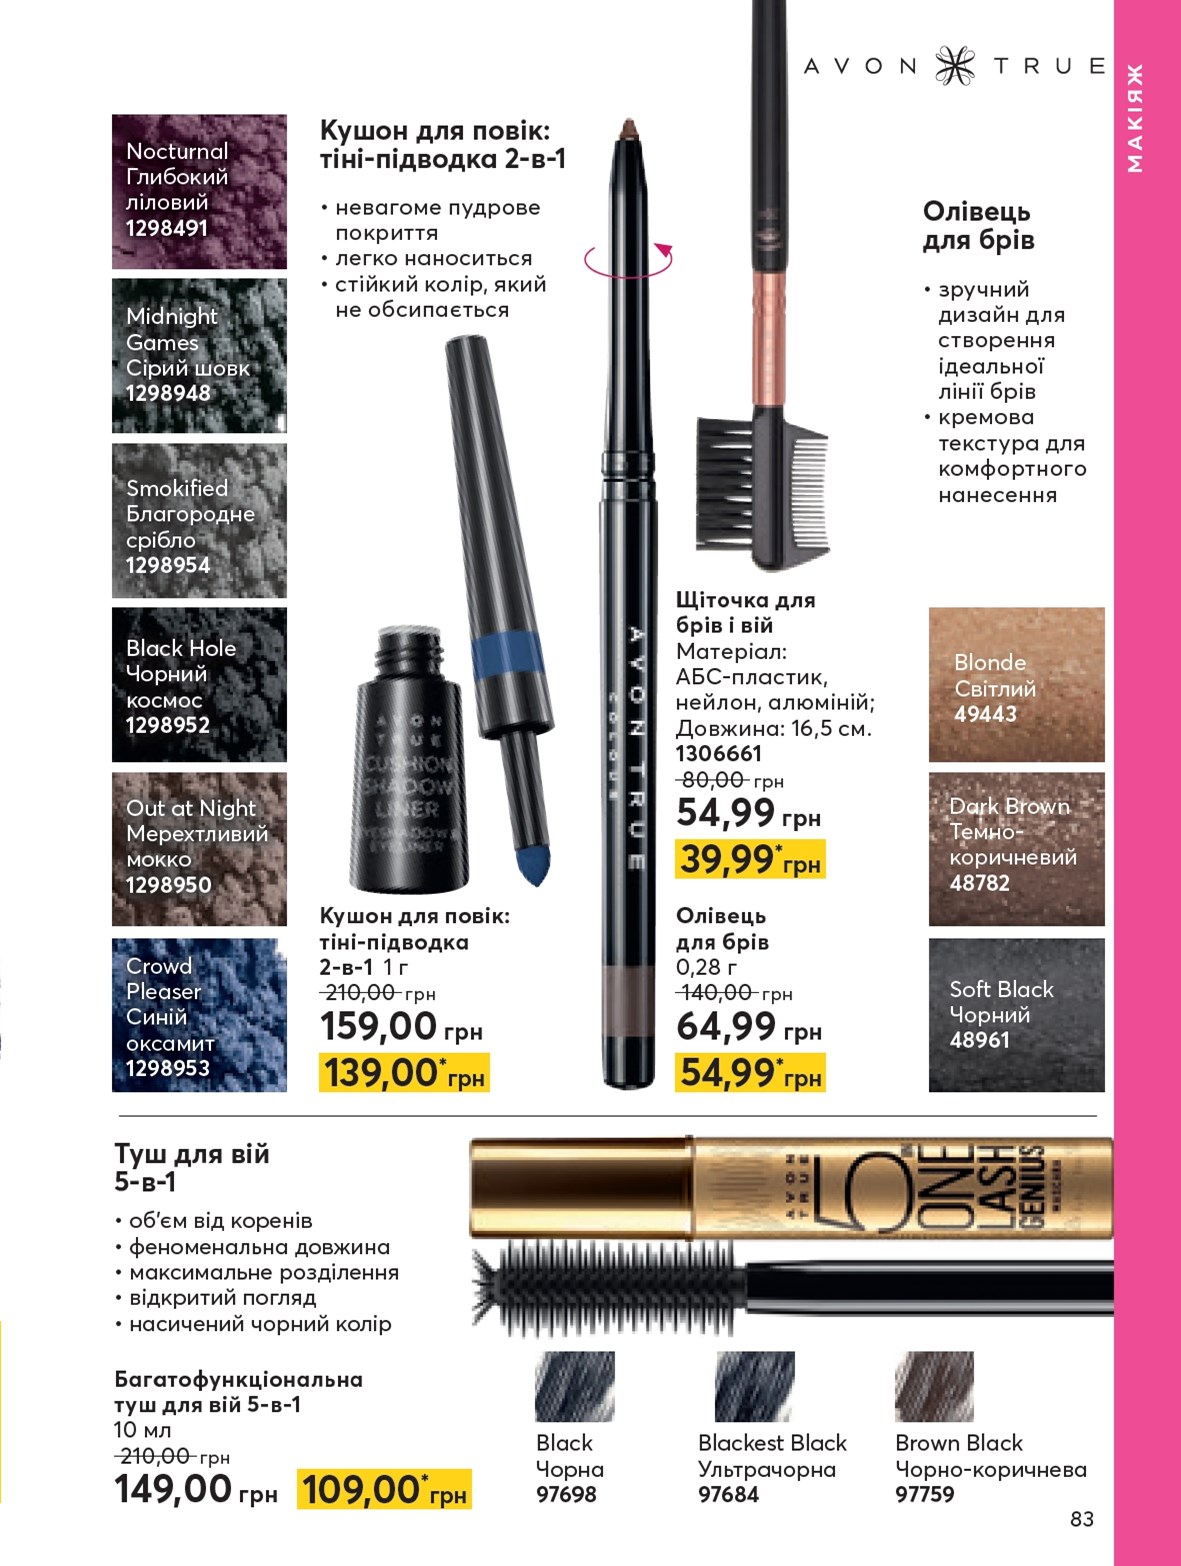 AVON TRUE
МАКІЯЖ
Nocturnal
Глибокий
ліловий
1298491
Midnight
Games
Сірий шовк
1298948
Smokified
Благородне
срібло
1298954
Black Hole
Чорний
космос
1298952
Out at Night
Мерехтливий
мокко
1298950
Crowd
Pleaser
Синій
оксамит
1298953
Кушон для повік:
тіні-підводка 2-в-1
• невагоме пудрове
покриття
• легко наноситься
• стійкий колір, який
не обсипається
AVON
TRUE
CUSHION
SHADOW
LINER
EYESHADOW &
EYELINER
Кушон для повік:
тіні-підводка
2-в-1 1 г
210,00 грн
159,00 грн
139,00* грн
AVON TRUE
COLOUR
Олівець
для брів
• зручний
дизайн для
створення
ідеальної
лінії брів
• кремова
текстура для
комфортного
нанесення
Щіточка для
брів і вій
Матеріал:
АБС-пластик,
нейлон, алюміній;
Довжина: 16,5 см.
1306661
80,00 грн
54,99 грн
39,99* грн
Олівець
для брів
0,28 г
140,00 грн
64,99 грн
54,99* грн
Blonde
Світлий
49443
Dark Brown
Темно-
коричневий
48782
Soft Black
Чорний
48961
Туш для вій
5-в-1
• об’єм від коренів
• феноменальна довжина
• максимальне розділення
• відкритий погляд
• насичений чорний колір
Багатофункціональна
туш для вій 5-в-1
10 мл
210,00 грн
149,00 грн 109,00* грн
AVON
TRUE
5 IN
ONE
LASH
GENIUS
MASCARA
Black
Чорна
97698
Blackest Black
Ультрачорна
97684
Brown Black
Чорно-коричнева
97759
83